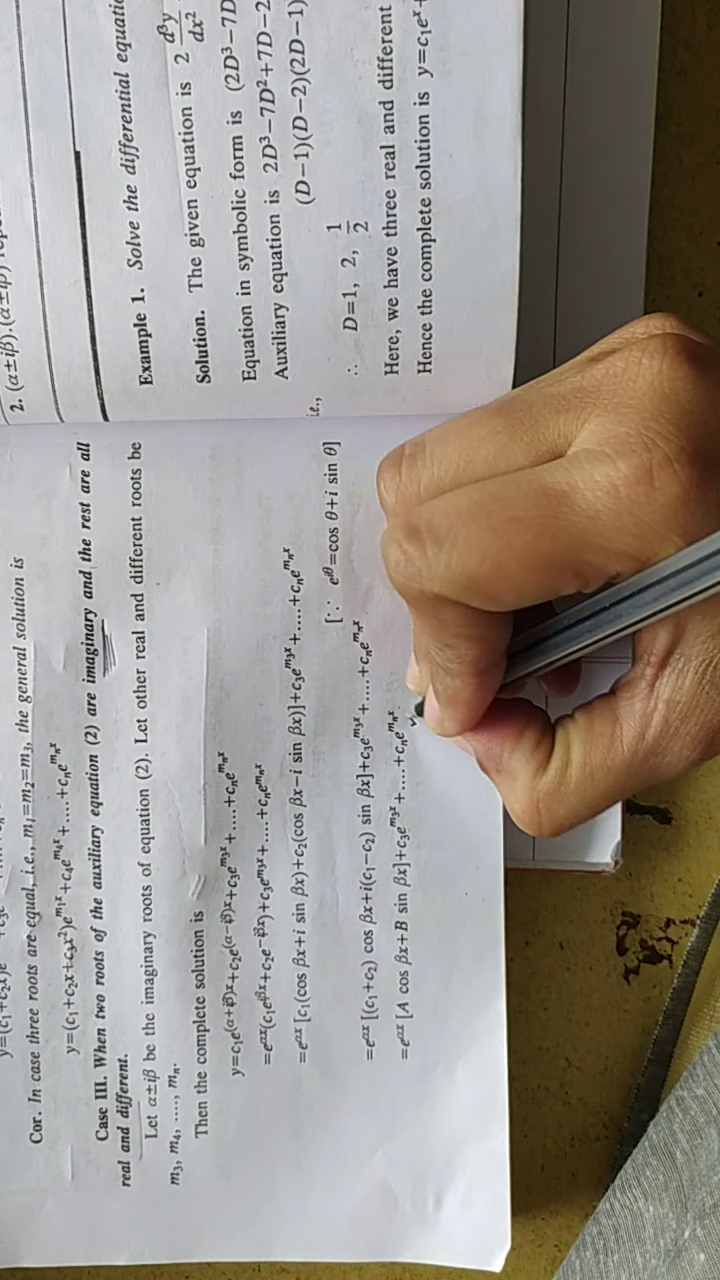 Cor. In case three roots are equal, i.e., m₁=m₂=m₃, the general solution is
y=(c₁+c₂x+c₃x²)e^{m₁x}+c₄e^{m₄x}+....+cₙe^{mₙx}
Case III. When two roots of the auxiliary equation (2) are imaginary and the rest are all
real and different.
Let α±iβ be the imaginary roots of equation (2). Let other real and different roots be
m₃, m₄, ...., mₙ.
Then the complete solution is
y=c₁e^{(α+iβ)x}+c₂e^{(α-iβ)x}+c₃e^{m₃x}+....+cₙe^{mₙx}
=e^{αx}(c₁e^{iβx}+c₂e^{-iβx})+c₃e^{m₃x}+....+cₙe^{mₙx}
=e^{αx} [c₁(cos βx+i sin βx)+c₂(cos βx-i sin βx)]+c₃e^{m₃x}+....+cₙe^{mₙx}
[∵ e^{iθ}=cos θ+i sin θ]
=e^{αx} [(c₁+c₂) cos βx+i(c₁-c₂) sin βx]+c₃e^{m₃x}+....+cₙe^{mₙx}
=e^{αx} [A cos βx+B sin βx]+c₃e^{m₃x}+....+cₙe^{mₙx}
2. (α±iβ).(α±iβ)
Example 1. Solve the differential
Solution. The given equation is 2 d³y/dx²
Equation in symbolic form is (2D³-7D
Auxiliary equation is 2D³-7D²+7D-2
i.e., (D-1)(D-2)(2D-1)
∴ D=1, 2, 1/2
Here, we have three real and different
Hence the complete solution is y=c₁eˣ+